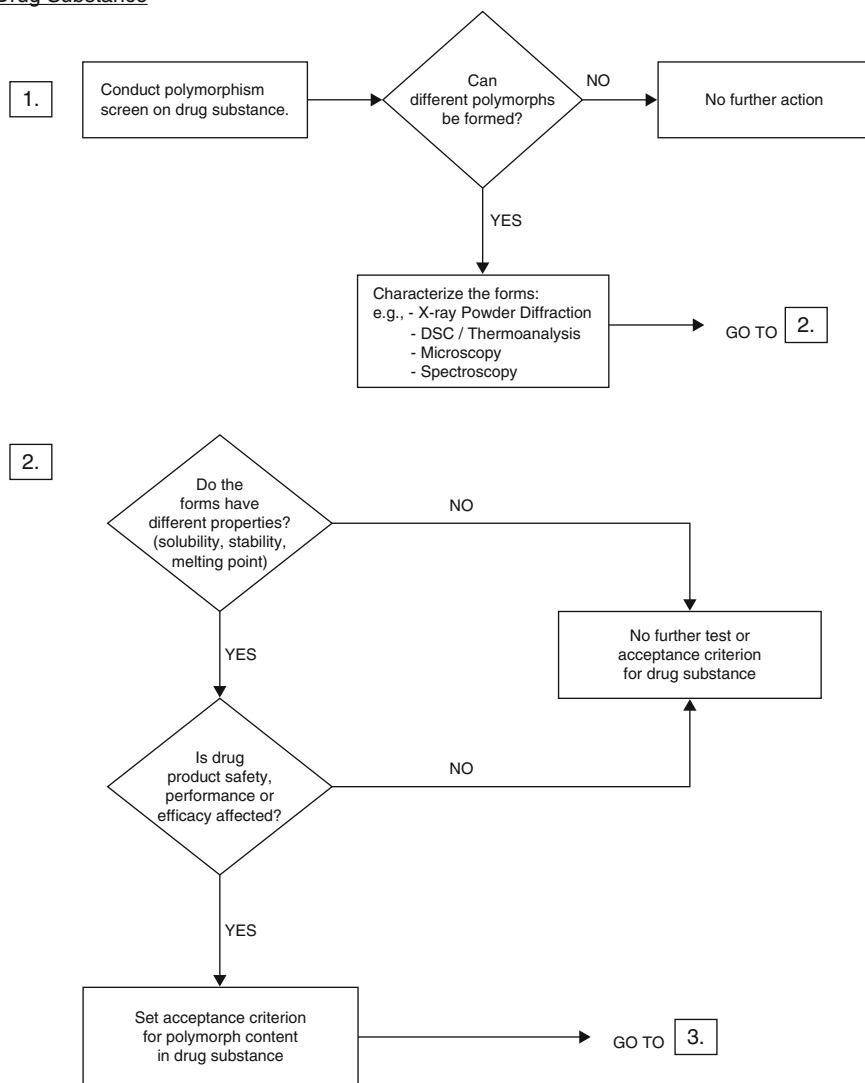 Drug Substance
1.
Conduct polymorphism
screen on drug substance.
Can
different polymorphs
be formed?
NO
No further action
YES
Characterize the forms:
e.g., - X-ray Powder Diffraction
- DSC / Thermoanalysis
- Microscopy
- Spectroscopy
GO TO 2.
2.
Do the
forms have
different properties?
(solubility, stability,
melting point)
NO
No further test or
acceptance criterion
for drug substance
YES
Is drug
product safety,
performance or
efficacy affected?
NO
YES
Set acceptance criterion
for polymorph content
in drug substance
GO TO 3.